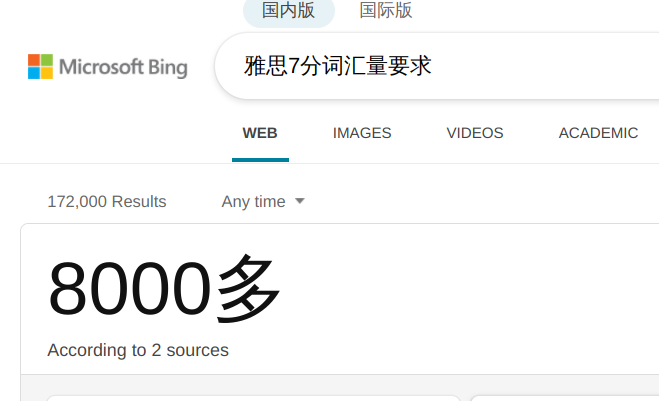 国内版 国际版
Microsoft Bing
雅思7分词汇量要求
WEB IMAGES VIDEOS ACADEMIC
172,000 Results Any time
8000多
According to 2 sources